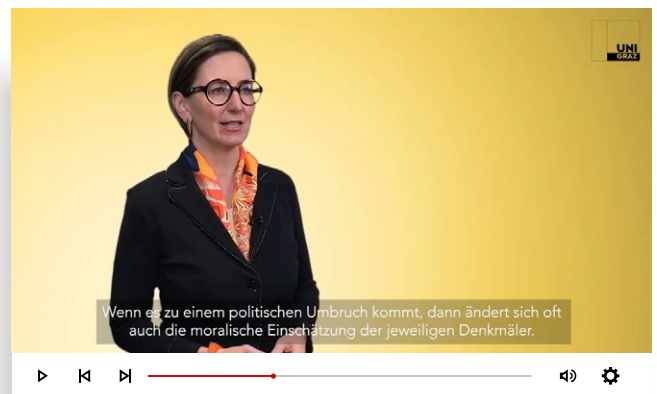 UNI
GRAZ
Wenn es zu einem politischen Umbruch kommt, dann ändert sich oft
auch die moralische Einschätzung der jeweiligen Denkmäler.